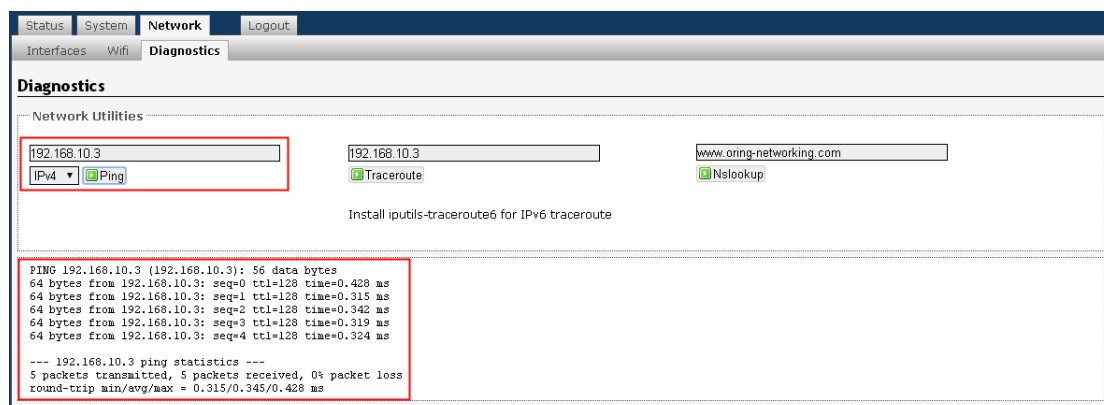 Status System Network Logout
Interfaces Wifi Diagnostics
Diagnostics
Network Utilities
192.168.10.3
IPv4 Ping
192.168.10.3
Traceroute
Install iputils-traceroute6 for IPv6 traceroute
www.oring-networking.com
Nslookup
PING 192.168.10.3 (192.168.10.3): 56 data bytes
64 bytes from 192.168.10.3: seq=0 ttl=128 time=0.428 ms
64 bytes from 192.168.10.3: seq=1 ttl=128 time=0.315 ms
64 bytes from 192.168.10.3: seq=2 ttl=128 time=0.342 ms
64 bytes from 192.168.10.3: seq=3 ttl=128 time=0.319 ms
64 bytes from 192.168.10.3: seq=4 ttl=128 time=0.324 ms
--- 192.168.10.3 ping statistics ---
5 packets transmitted, 5 packets received, 0% packet loss
round-trip min/avg/max = 0.315/0.345/0.428 ms